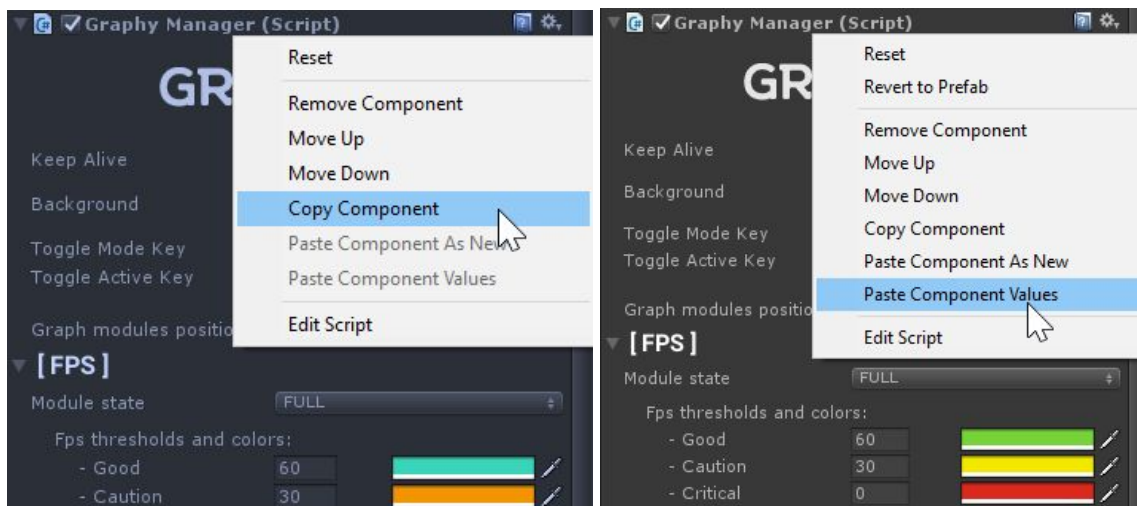 Graphy Manager (Script)
GR
Reset
Remove Component
Move Up
Move Down
Copy Component
Paste Component As New
Paste Component Values
Edit Script
Keep Alive
Background
Toggle Mode Key
Toggle Active Key
Graph modules positio
[ FPS ]
Module state FULL
Fps thresholds and colors:
- Good 60
- Caution 30
Graphy Manager (Script)
GR
Reset
Revert to Prefab
Remove Component
Move Up
Move Down
Copy Component
Paste Component As New
Paste Component Values
Edit Script
Keep Alive
Background
Toggle Mode Key
Toggle Active Key
Graph modules positio
[ FPS ]
Module state FULL
Fps thresholds and colors:
- Good 60
- Caution 30
- Critical 0